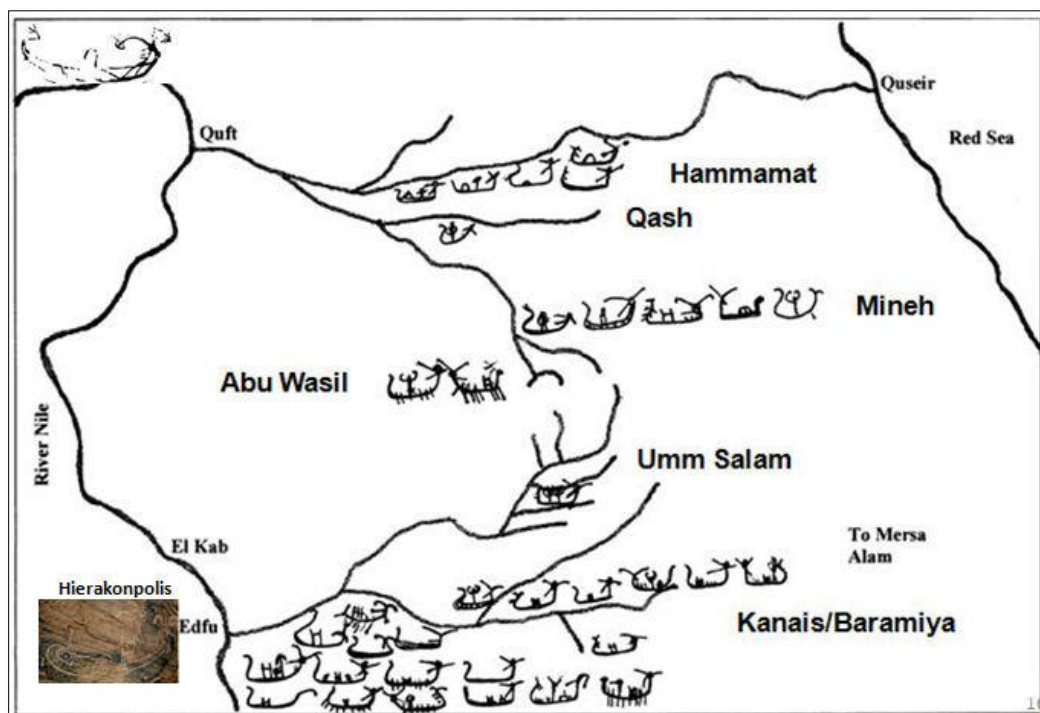 Quseir
Quft
Red Sea
Hammamat
Qash
Mineh
Abu Wasil
River Nile
Umm Salam
El Kab
To Mersa
Alam
Hierakonpolis
Edfu
Kanais/Baramiya
16